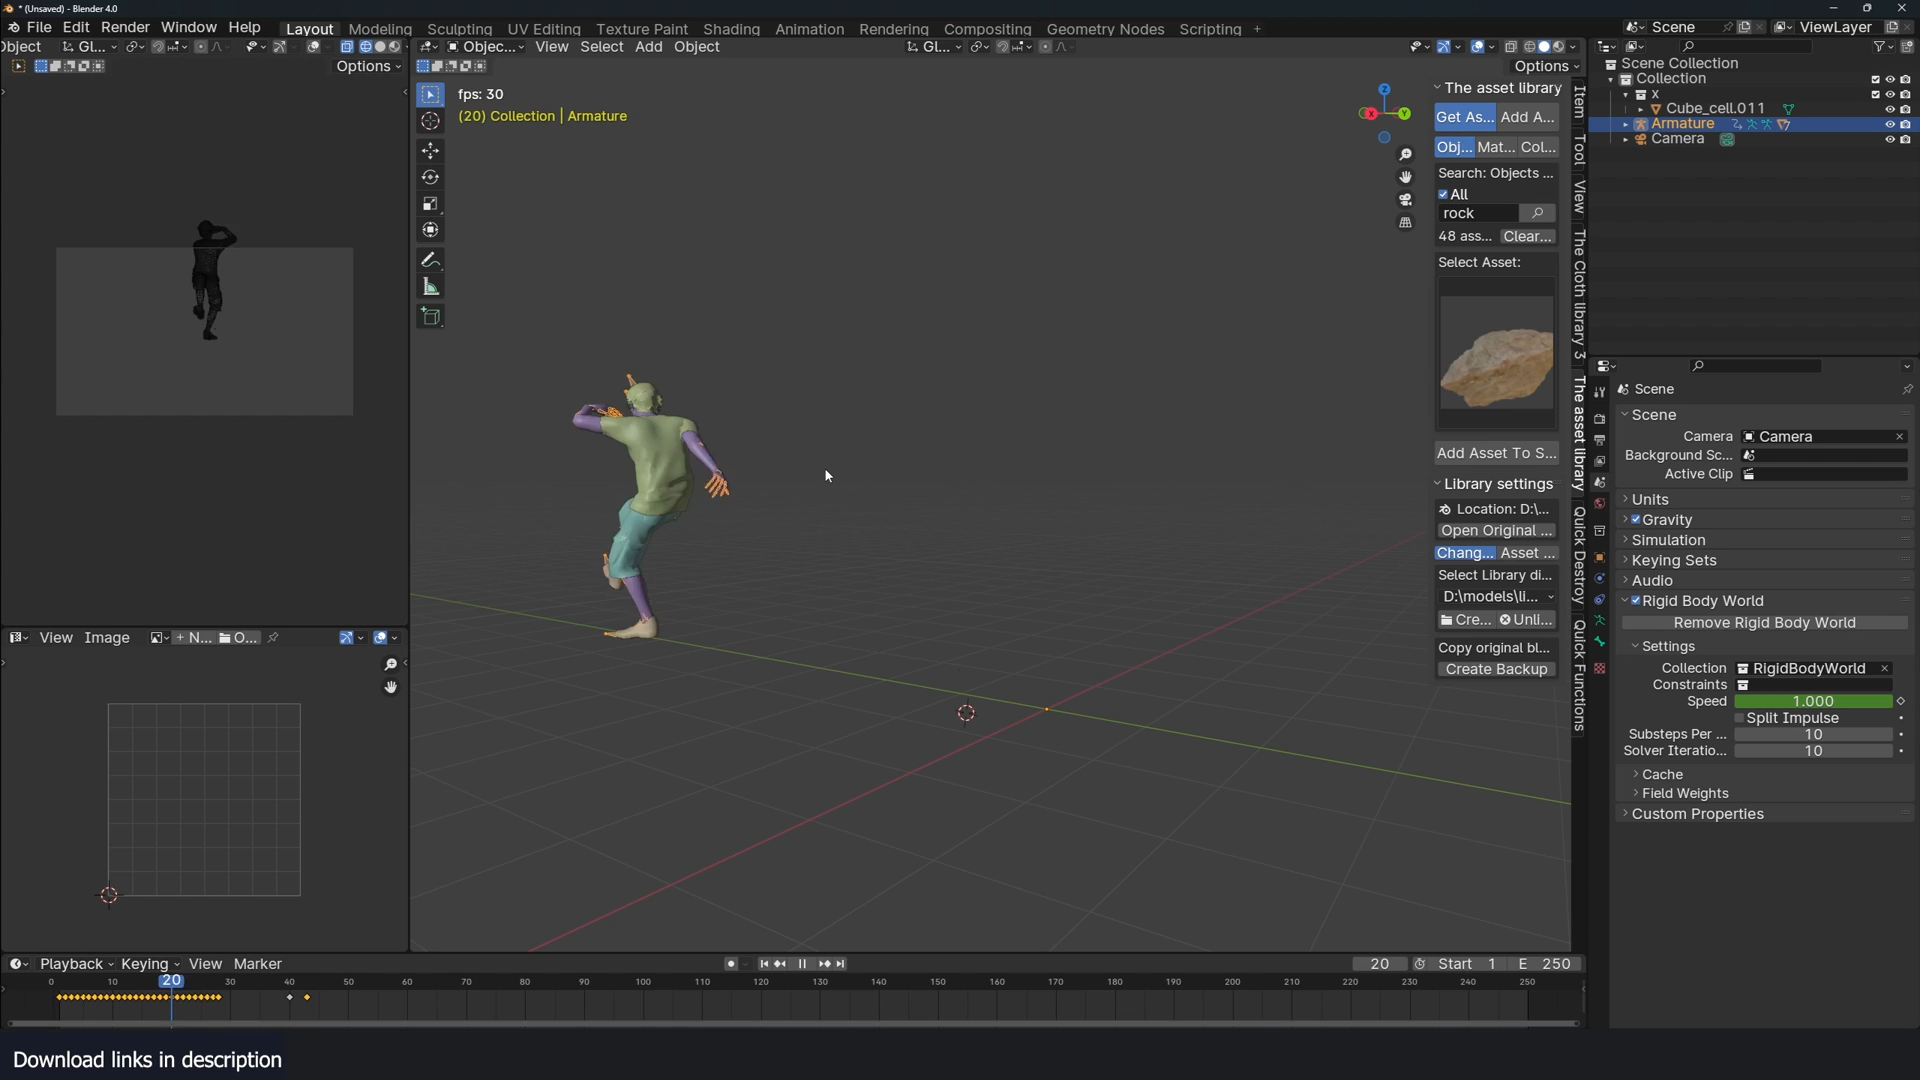 * (Unsaved) - Blender 4.0
File Edit Render Window Help
Layout Modeling Sculpting UV Editing Texture Paint Shading Animation Rendering Compositing Geometry Nodes Scripting +
Scene
ViewLayer
Object
Gl...
Options
Objec... View Select Add Object
Gl...
Options
fps: 30
(20) Collection | Armature
Z
X
Y
The asset library
Get As... Add A...
Obj... Mat... Col...
Search: Objects ...
All
rock
48 ass... Clear...
Select Asset:
Add Asset To S...
Library settings
Location: D:\...
Open Original ...
Chang... Asset ...
Select Library di...
D:\models\li...
Cre... Unli...
Copy original bl...
Create Backup
Item
Tool
View
The Cloth library 3
The asset library
Quick Destroy
Quick Functions
Scene Collection
Collection
X
Cube_cell.011
Armature
Camera
Scene
Scene
Camera Camera
Background Sc...
Active Clip
Units
Gravity
Simulation
Keying Sets
Audio
Rigid Body World
Remove Rigid Body World
Settings
Collection RigidBodyWorld
Constraints
Speed 1.000
Split Impulse
Substeps Per ... 10
Solver Iteratio... 10
Cache
Field Weights
Custom Properties
View Image + N... O...
Playback Keying View Marker
20 Start 1 E 250
0 10 20 30 40 50 60 70 80 90 100 110 120 130 140 150 160 170 180 190 200 210 220 230 240 250
Download links in description